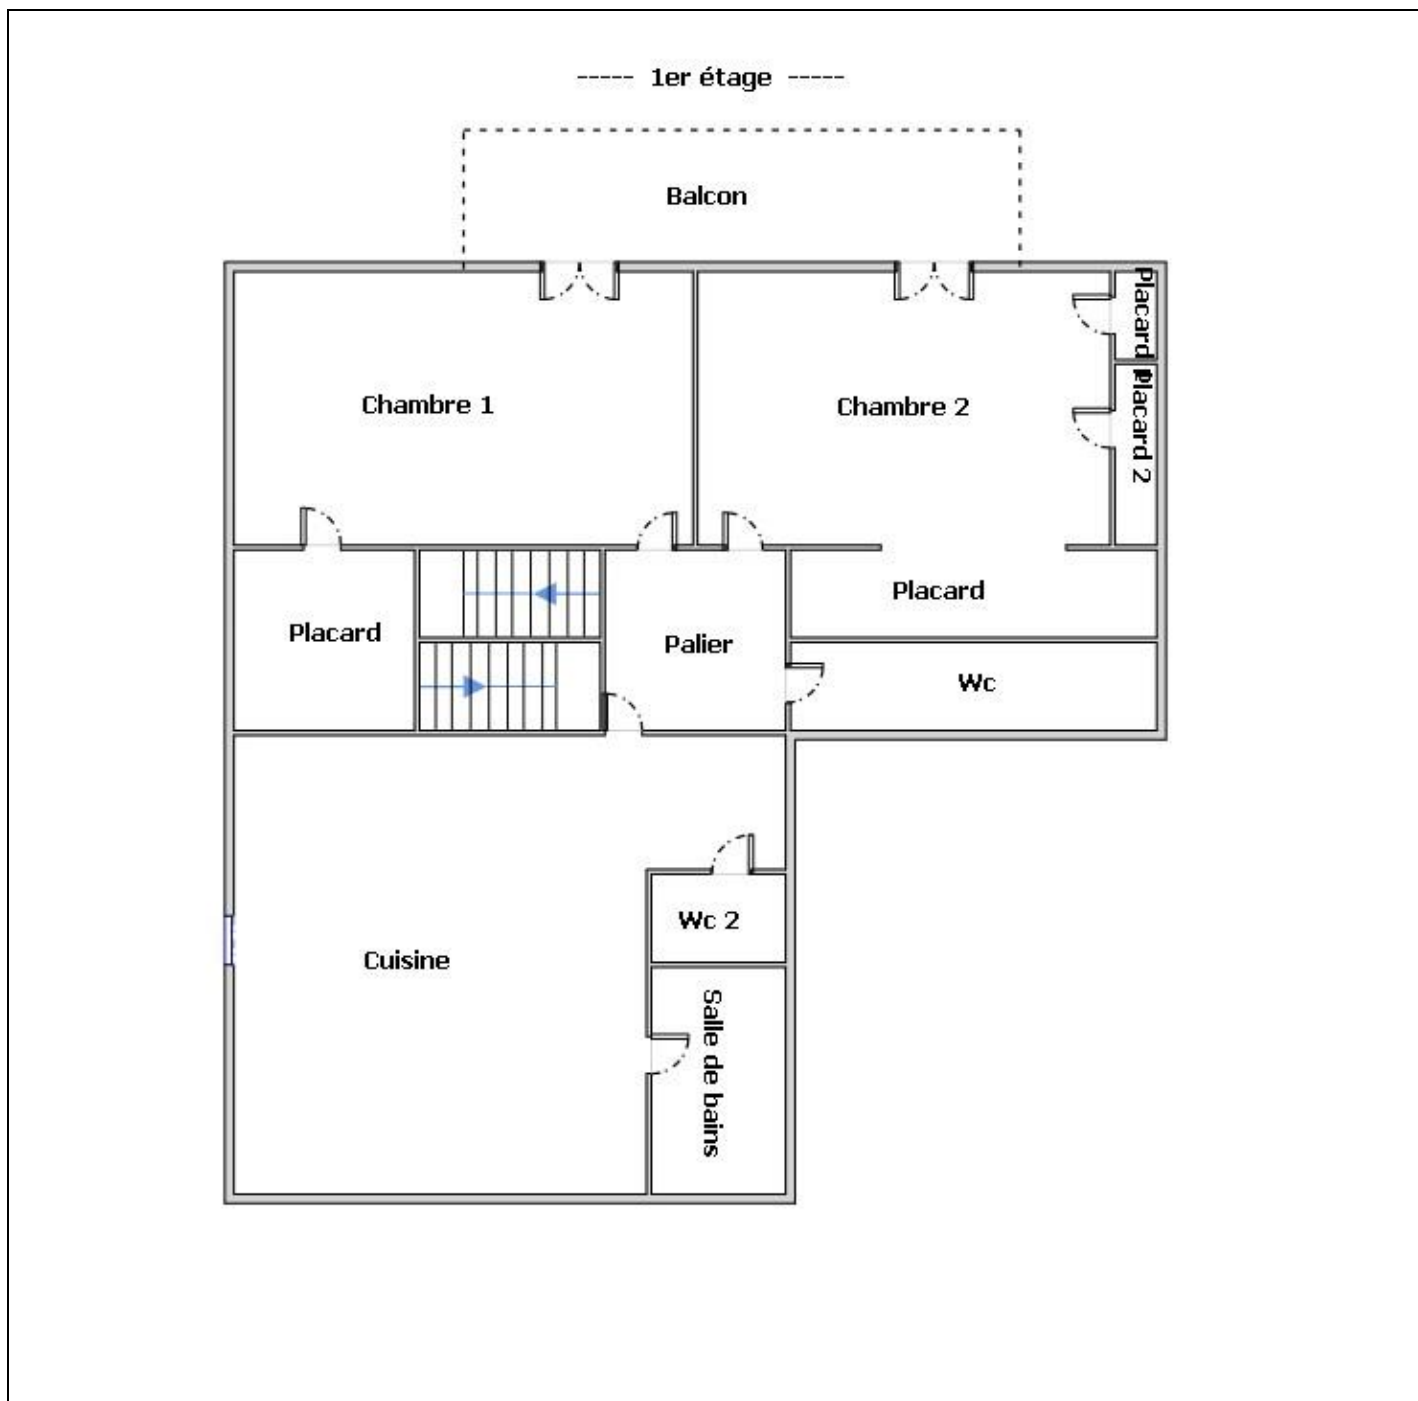 ----- 1er étage -----
Balcon
Placard
Chambre 1
Chambre 2
Placard 2
Placard
Placard
Palier
Wc
Wc 2
Cuisine
Salle de bains